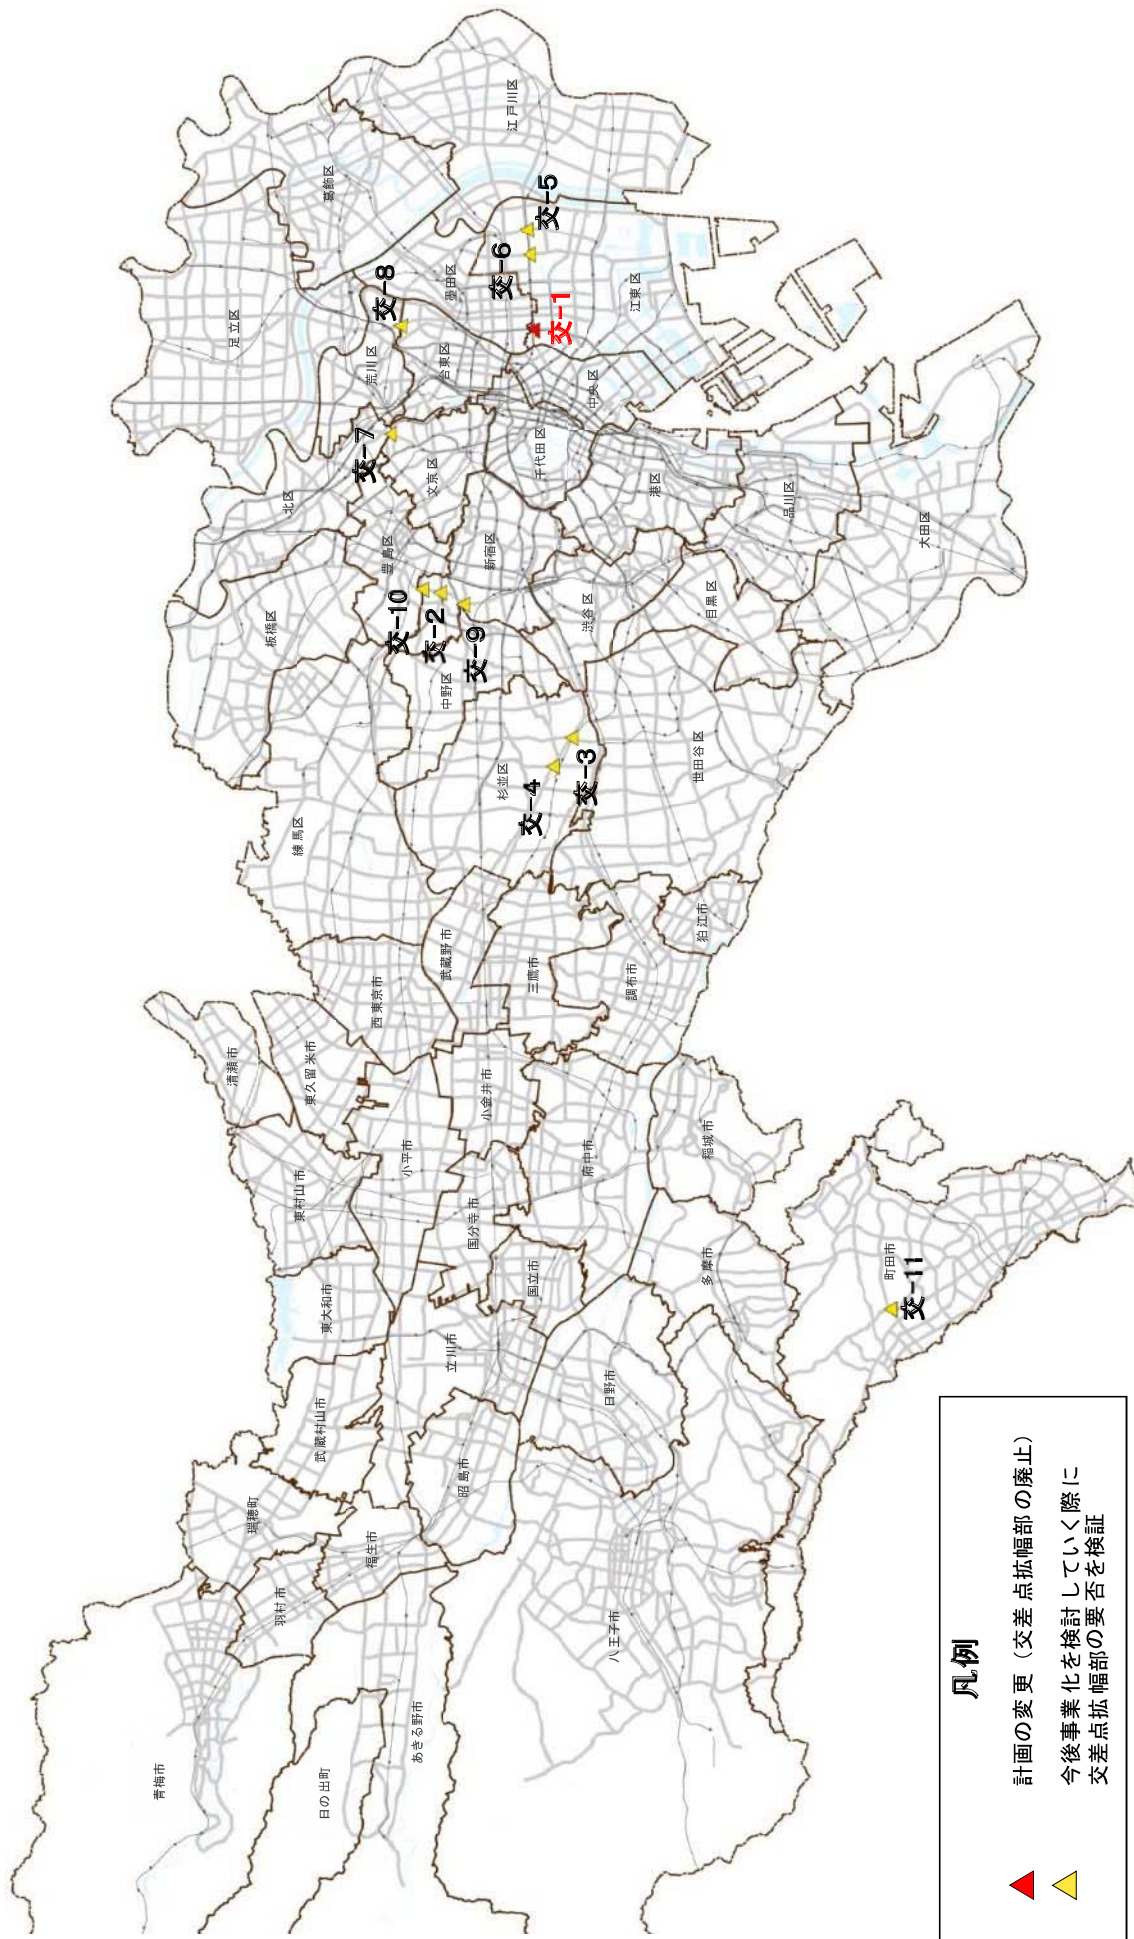 青梅市
日の出町
あきる野市
八王子市
羽村市
瑞穂町
福生市
昭島市
武蔵村山市
日野市
立川市
東大和市
国立市
多摩市
町田市
交-11
東村山市
国分寺市
小平市
府中市
稲城市
清瀬市
東久留米市
小金井市
西東京市
武蔵野市
三鷹市
調布市
狛江市
練馬区
杉並区
世田谷区
交-4
交-3
中野区
板橋区
交-10
交-2
交-9
豊島区
新宿区
渋谷区
目黒区
北区
交-7
文京区
千代田区
港区
品川区
大田区
足立区
荒川区
台東区
中央区
交-8
墨田区
交-6
交-1
交-5
江東区
葛飾区
江戸川区
凡例
計画の変更（交差点拡幅部の廃止）
今後事業化を検討していく際に
交差点拡幅部の要否を検証